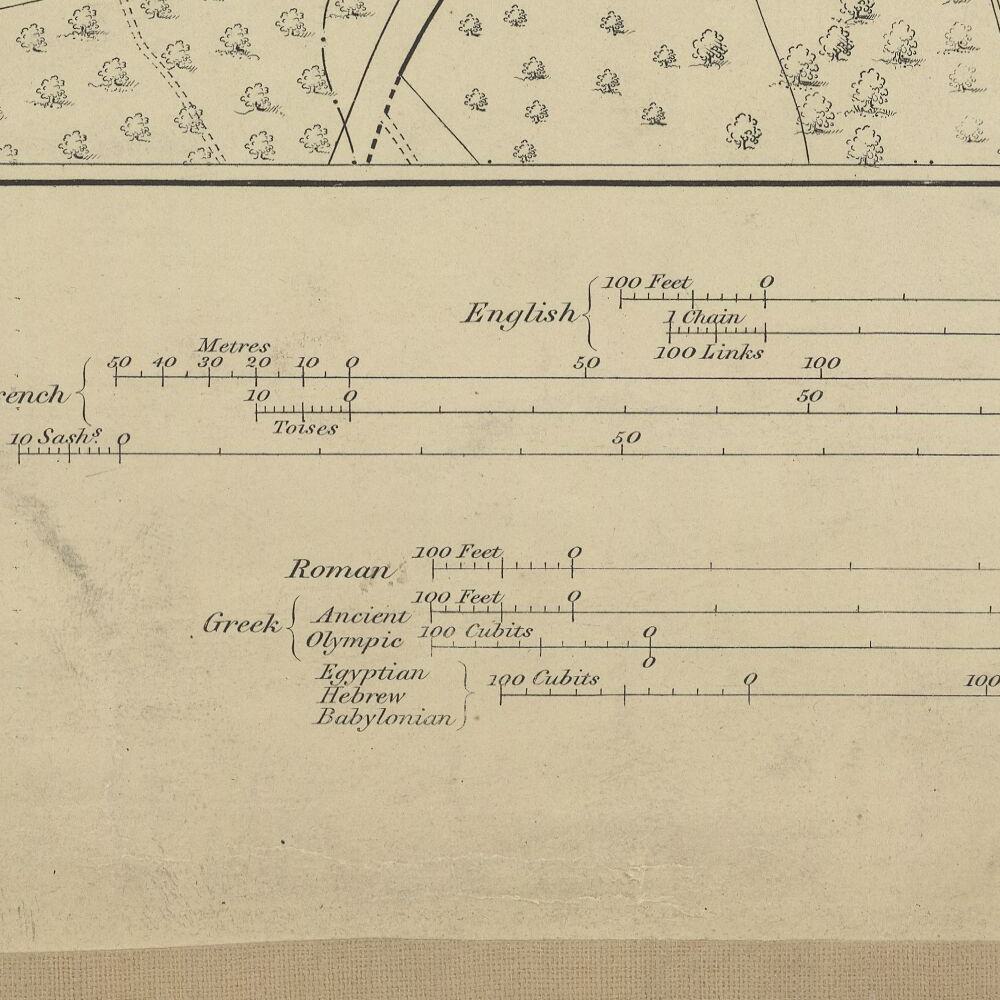 100 Feet 0
English
1 Chain
100 Links
Metres
50 40 30 20 10 0 50 100
rench
10 0 50
Toises
10 Sashs. 0 50
100 Feet 0
Roman
100 Feet 0
Greek
Ancient
Olympic 100 Cubits 0
0
Egyptian
100 Cubits 0 100
Hebrew
Babylonian